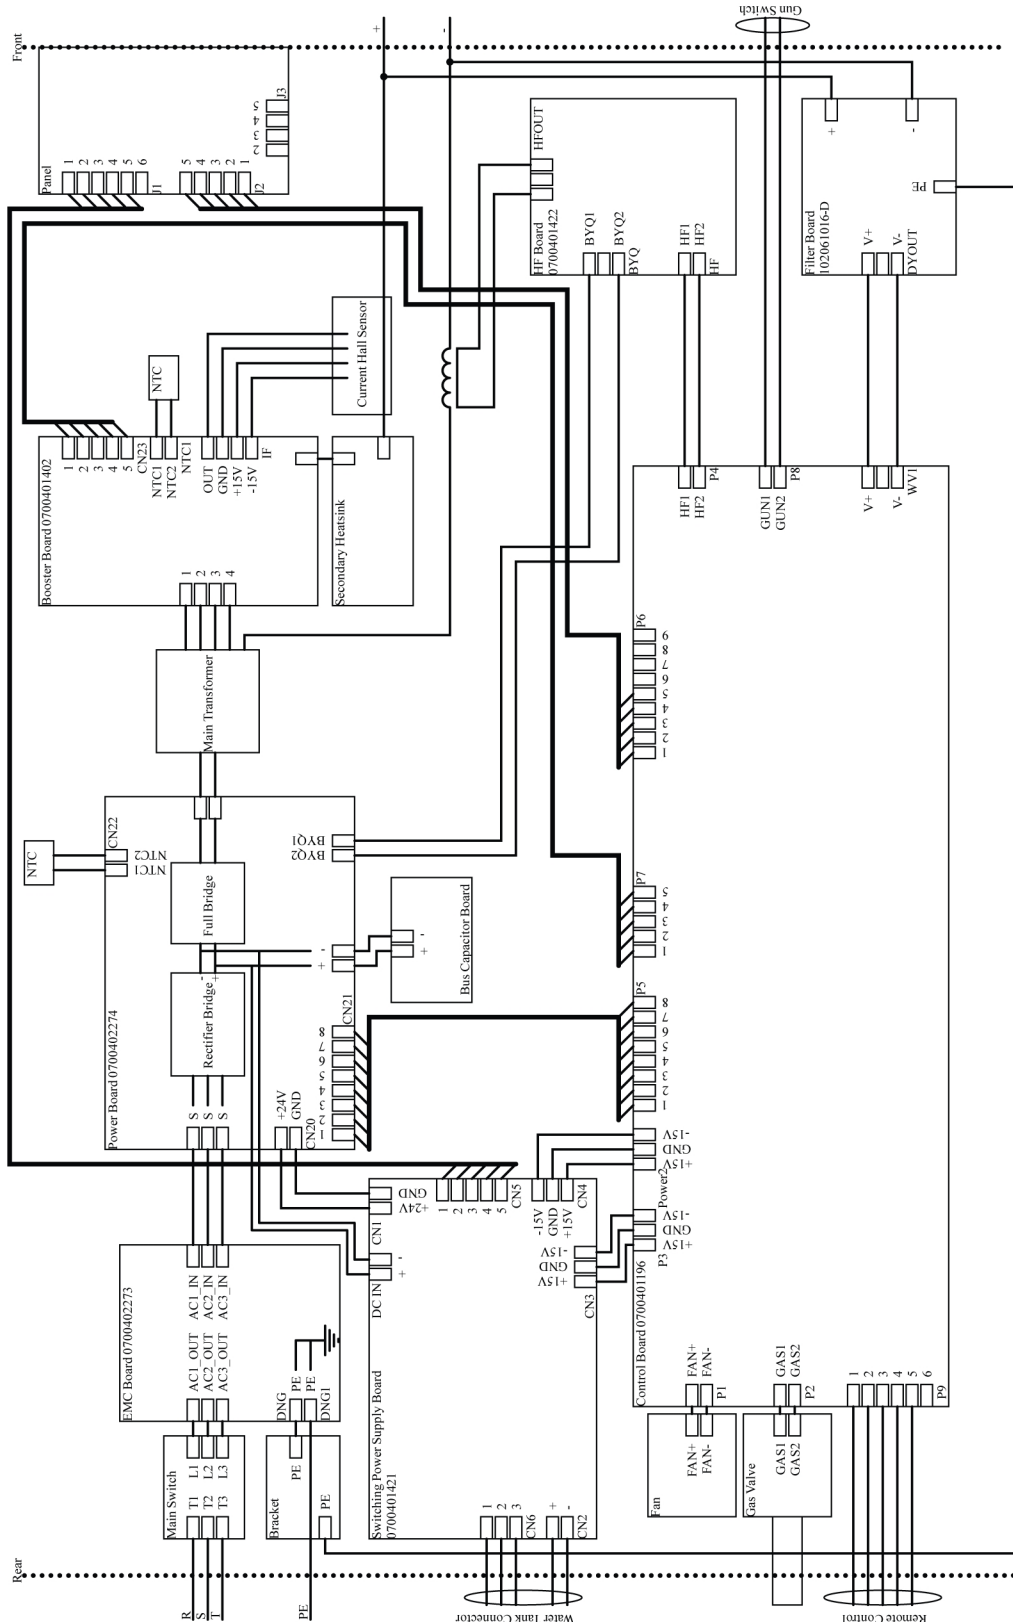 Front
+
-
Gun Switch
Panel
1
2
3
4
5
6
J1
5
4
3
2
1
J2
5
4
3
2
J3
HFOUT
HF Board
0700401422
BYQ1
BYQ2
BYQ
HF1
HF2
HF
+
-
PE
Filter Board
102061016-D
V+
V-
DYOUT
NTC
Current Hall Sensor
Booster Board 0700401402
1
2
3
4
5
CN23
NTC1
NTC2
NTC1
OUT
GND
+15V
-15V
IF
1
2
3
4
Secondary Heatsink
HF1
HF2
P4
GUN1
GUN2
P8
V+
V-
WV1
Main Transformer
P6
9
8
7
6
5
4
3
2
1
NTC
CN22
NTC2
NTC1
Full Bridge
BYQ1
BYQ2
-
+
-
+
Bus Capacitor Board
Rectifier Bridge
-
+
P7
5
4
3
2
1
Power Board 0700402274
S
S
S
+24V
GND
CN20
CN21
8
7
6
5
4
3
2
1
P5
8
7
6
5
4
3
2
1
-15V
GND
+15V
Power2
-15V
GND
+15V
P3
Control Board 0700401196
GND
+24V
CN1
-
+
DC IN
1
2
3
4
5
CN5
-15V
GND
+15V
CN4
-15V
GND
+15V
CN3
EMC Board 0700402273
AC1_IN
AC2_IN
AC3_IN
AC1_OUT
AC2_OUT
AC3_OUT
PE
PE
DNG
DNG1
Switching Power Supply Board
0700401421
1
2
3
CN6
+
-
CN2
FAN+
FAN-
P1
GAS1
GAS2
P2
1
2
3
4
5
6
P9
Main Switch
L1
L2
L3
T1
T2
T3
Bracket
PE
PE
Fan
FAN+
FAN-
Gas Valve
GAS1
GAS2
Rear
R
S
T
PE
Water Tank Connector
Remote Control